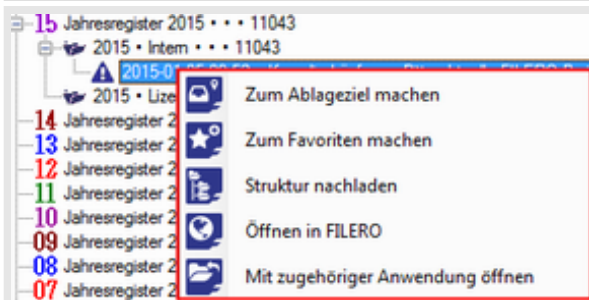 15 Jahresregister 2015 • • • 11043
2015 • Intern • • • 11043
2015 • Lize
Zum Ablageziel machen
14 Jahresregister 2
13 Jahresregister 2
Zum Favoriten machen
12 Jahresregister 2
11 Jahresregister 2
Struktur nachladen
10 Jahresregister 2
09 Jahresregister 2
Öffnen in FILERO
08 Jahresregister 2
07 Jahresregister 2
Mit zugehöriger Anwendung öffnen